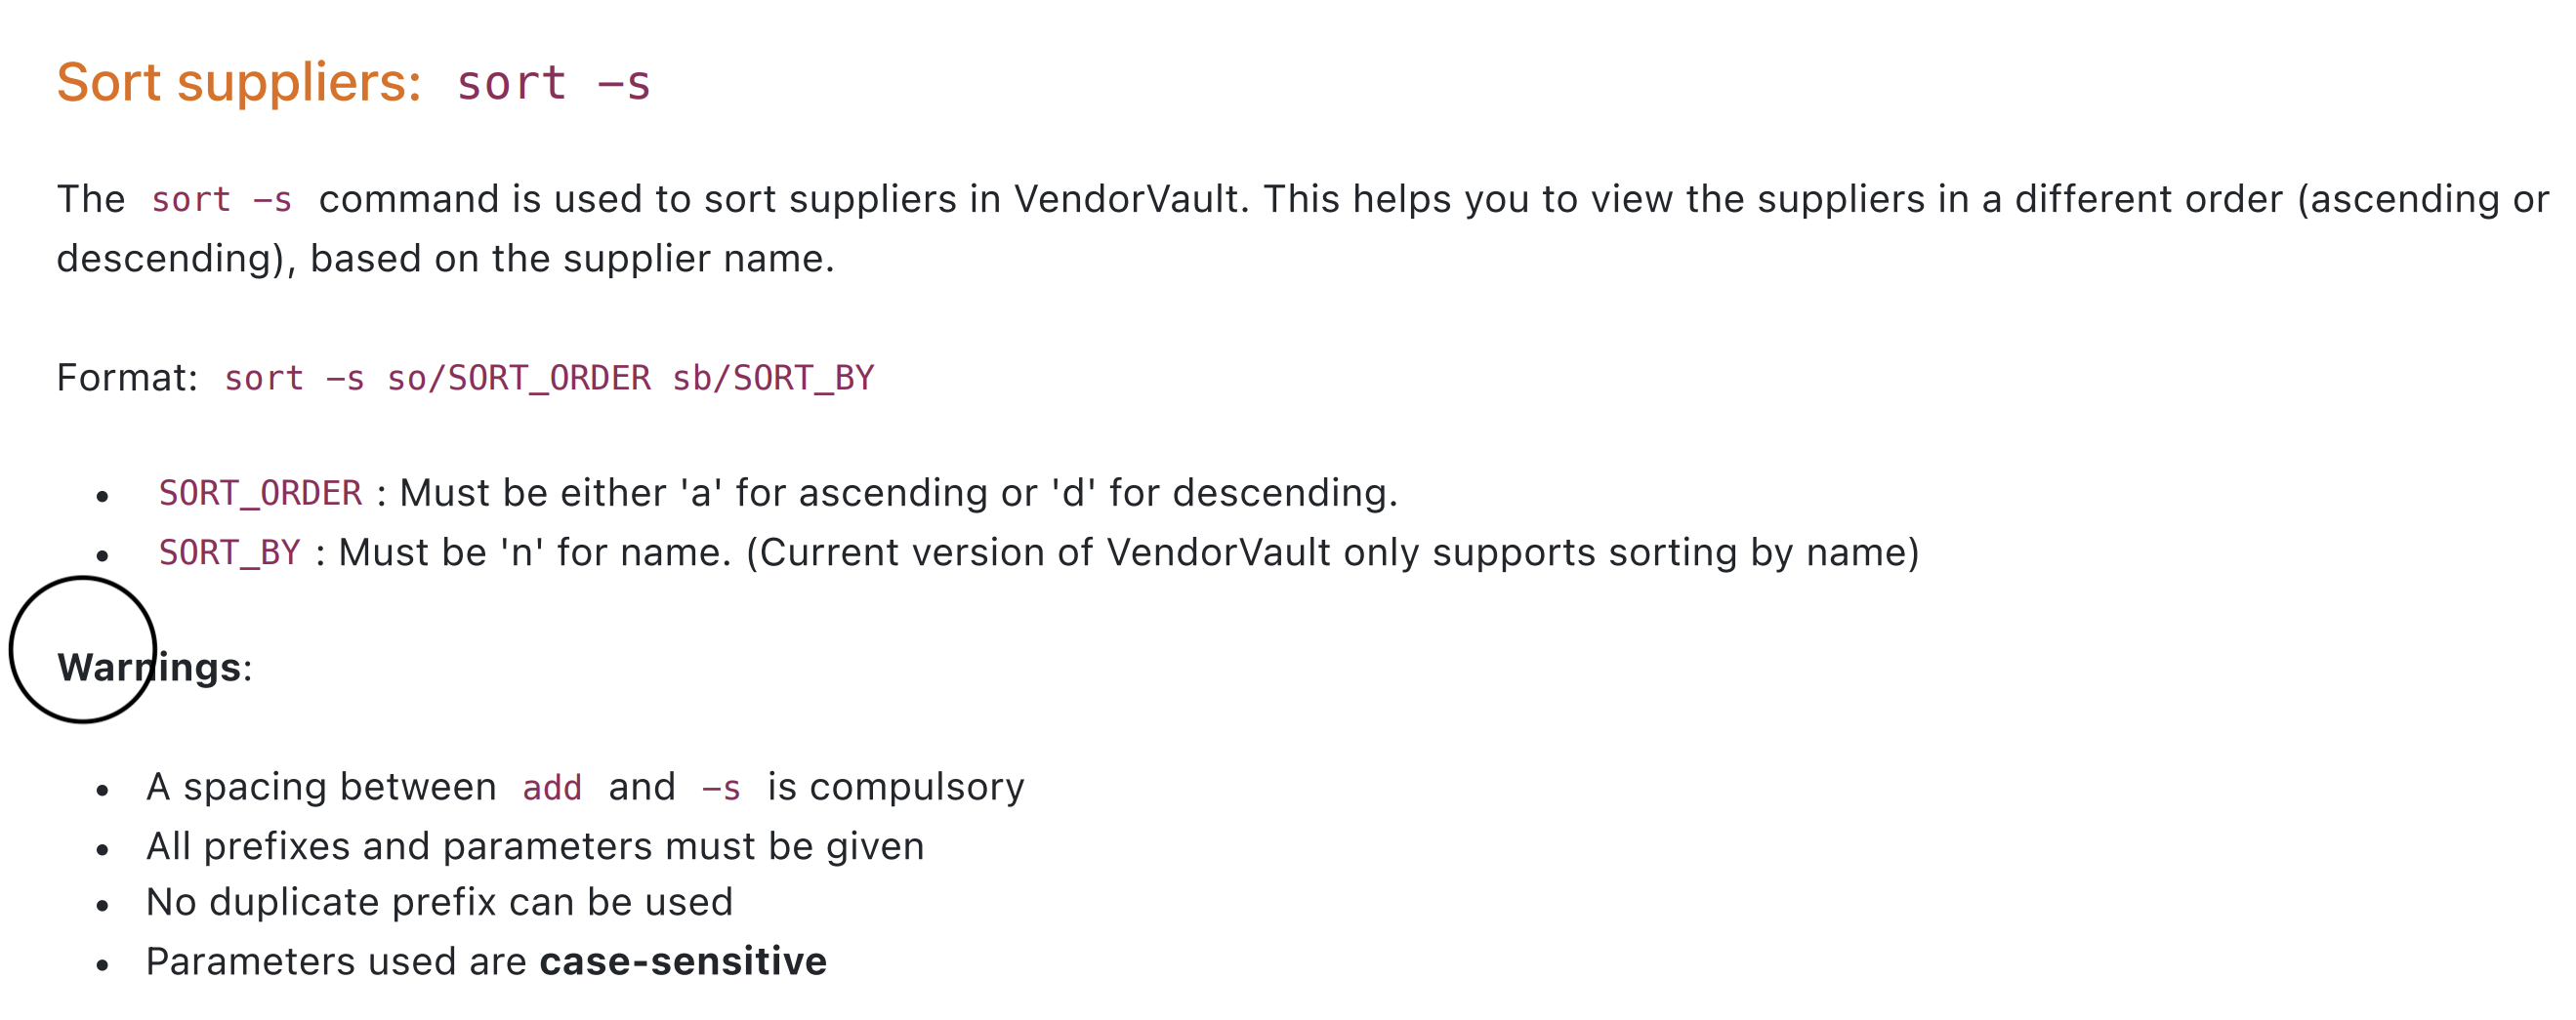 Sort suppliers: sort -s
The sort -s command is used to sort suppliers in VendorVault. This helps you to view the suppliers in a different order (ascending or
descending), based on the supplier name.
Format: sort -s so/SORT_ORDER sb/SORT_BY
• SORT_ORDER : Must be either 'a' for ascending or 'd' for descending.
• SORT_BY : Must be 'n' for name. (Current version of VendorVault only supports sorting by name)
Warnings:
• A spacing between add and -s is compulsory
• All prefixes and parameters must be given
• No duplicate prefix can be used
• Parameters used are case-sensitive